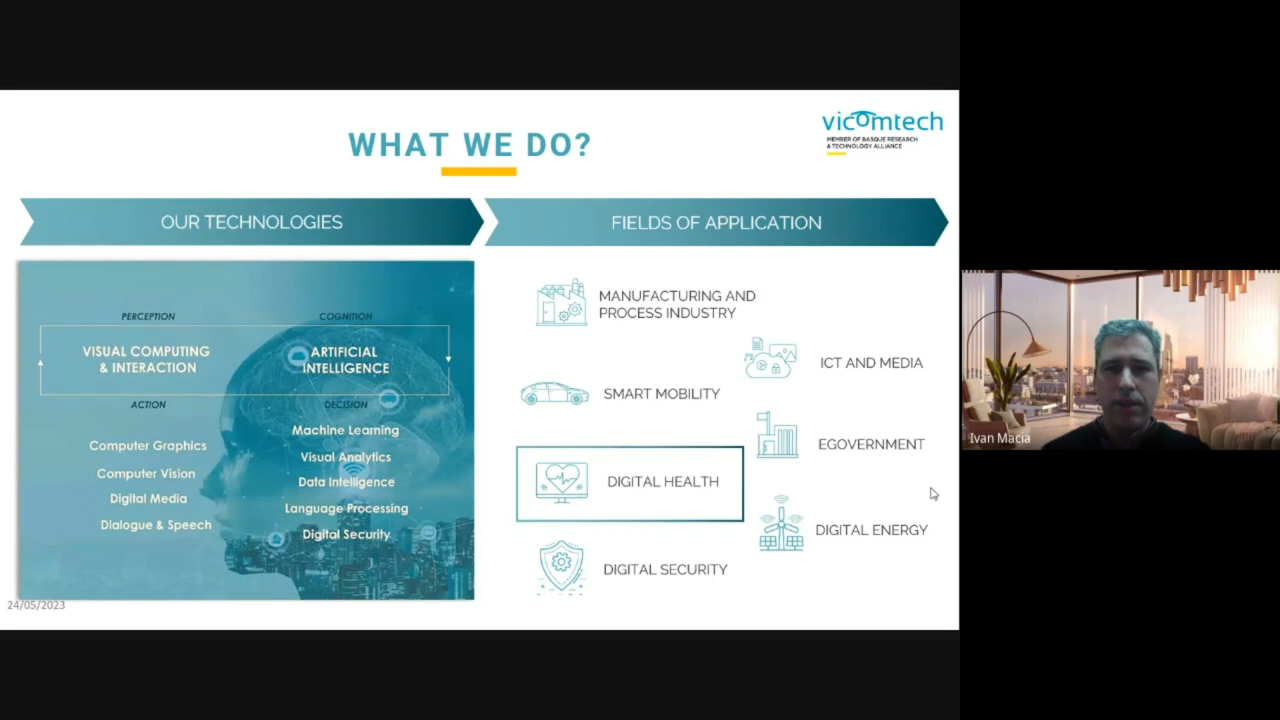 WHAT WE DO?
vicomtech
MEMBER OF BASQUE RESEARCH
& TECHNOLOGY ALLIANCE
OUR TECHNOLOGIES
FIELDS OF APPLICATION
PERCEPTION
COGNITION
VISUAL COMPUTING
& INTERACTION
ARTIFICIAL
INTELLIGENCE
ACTION
DECISION
Computer Graphics
Computer Vision
Digital Media
Dialogue & Speech
Machine Learning
Visual Analytics
Data Intelligence
Language Processing
Digital Security
MANUFACTURING AND
PROCESS INDUSTRY
ICT AND MEDIA
SMART MOBILITY
EGOVERNMENT
DIGITAL HEALTH
DIGITAL ENERGY
DIGITAL SECURITY
24/05/2023
Ivan Macia